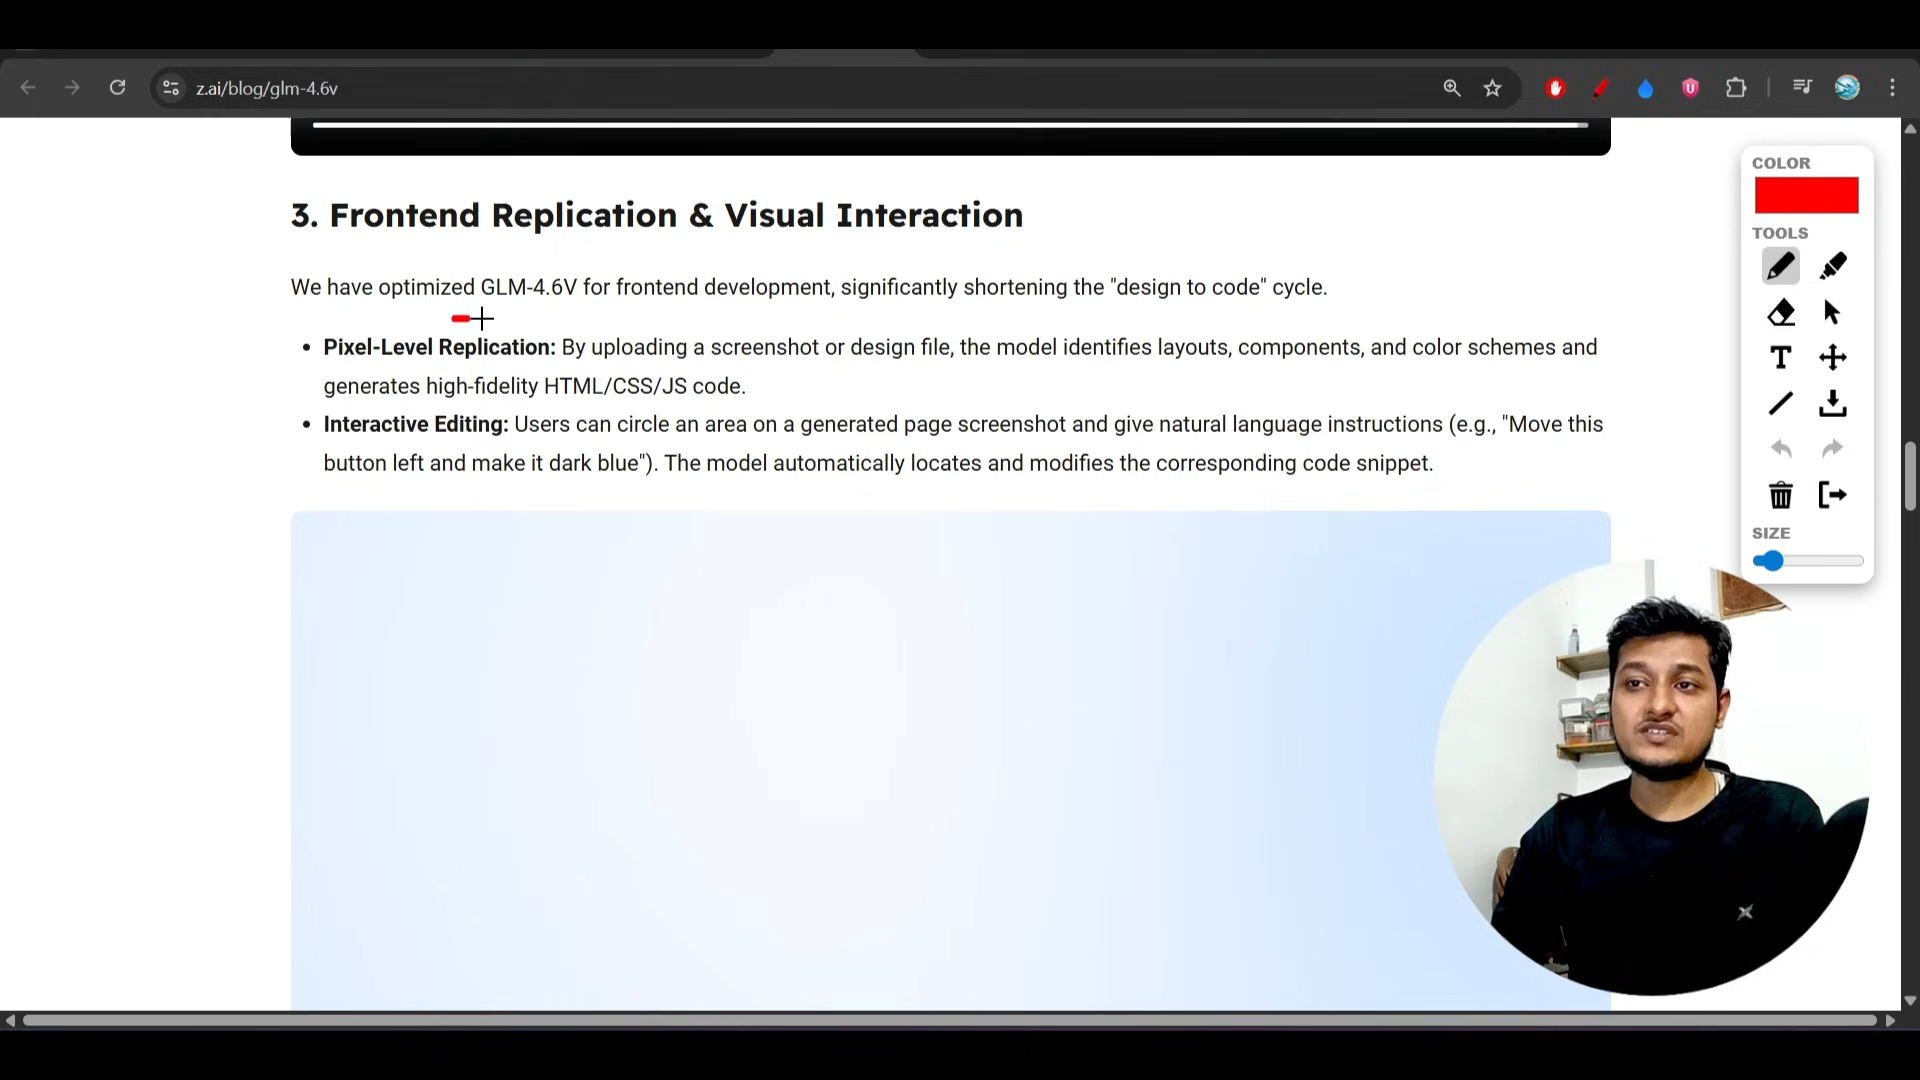 z.ai/blog/glm-4.6v
3. Frontend Replication & Visual Interaction
We have optimized GLM-4.6V for frontend development, significantly shortening the "design to code" cycle.
• Pixel-Level Replication: By uploading a screenshot or design file, the model identifies layouts, components, and color schemes and
generates high-fidelity HTML/CSS/JS code.
• Interactive Editing: Users can circle an area on a generated page screenshot and give natural language instructions (e.g., "Move this
button left and make it dark blue"). The model automatically locates and modifies the corresponding code snippet.
COLOR
TOOLS
SIZE